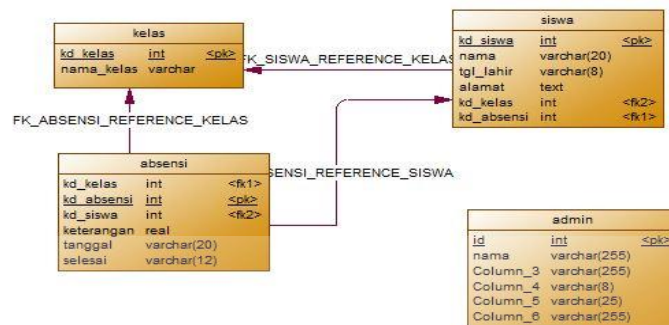 kelas
kd_kelas int <pk>
nama_kelas varchar
siswa
kd_siswa int <pk>
nama varchar(20)
tgl_lahir varchar(8)
alamat text
kd_kelas int <fk2>
kd_absensi int <fk1>
FK_SISWA_REFERENCE_KELAS
FK_ABSENSI_REFERENCE_KELAS
absensi
kd_kelas int <fk1>
kd_absensi int <pk>
kd_siswa int <fk2>
keterangan real
tanggal varchar(20)
selesai varchar(12)
ENSI_REFERENCE_SISWA
admin
id int <pk>
nama varchar(255)
Column_3 varchar(255)
Column_4 varchar(8)
Column_5 varchar(25)
Column_6 varchar(255)